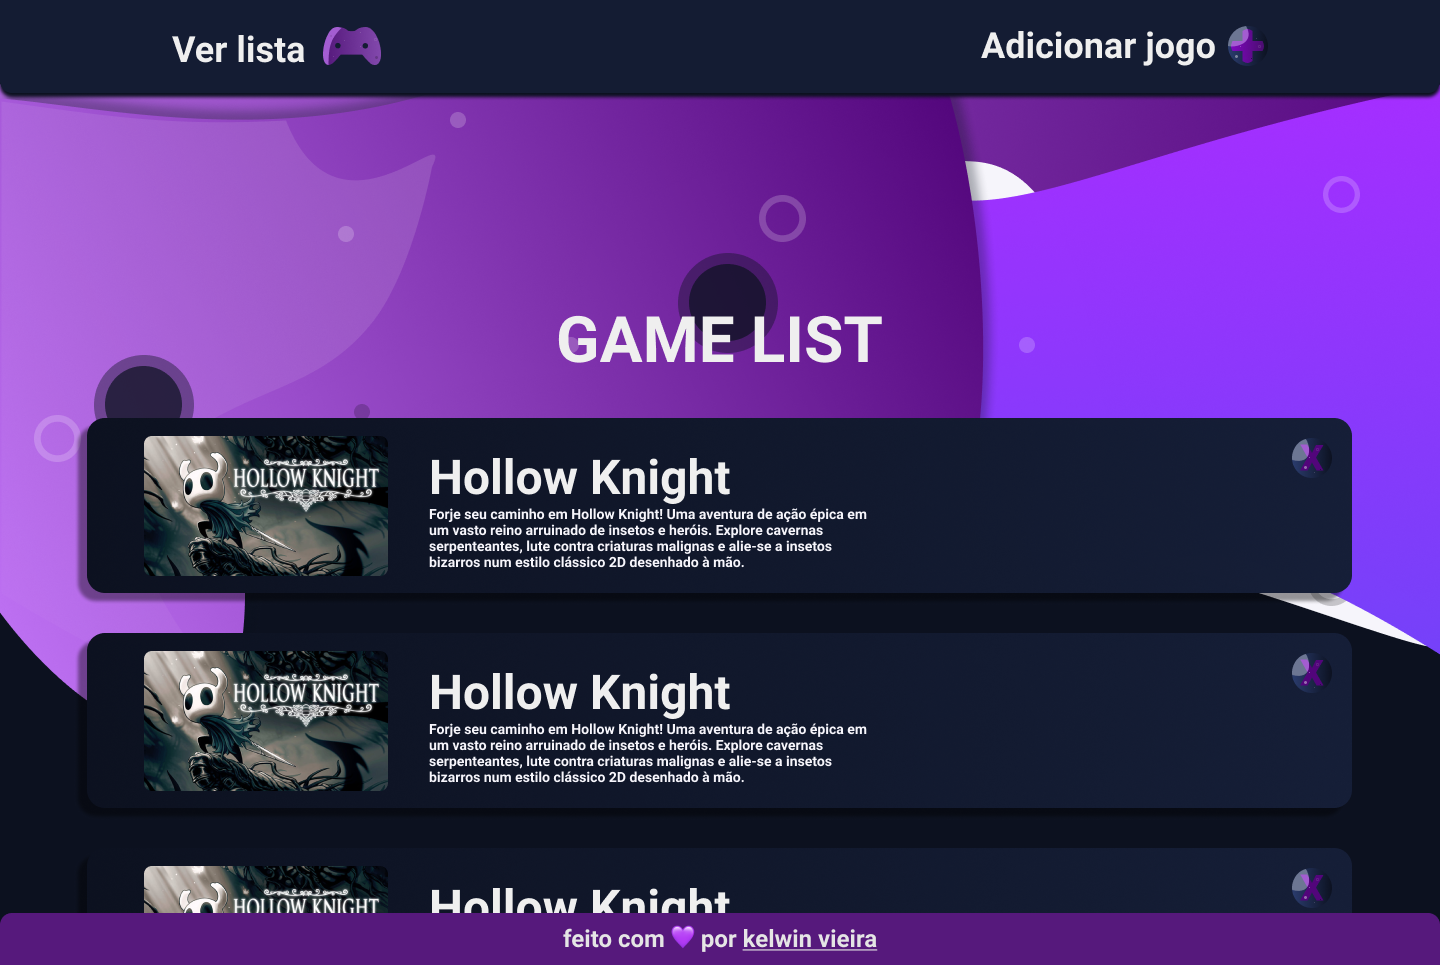 Ver lista
Adicionar jogo
GAME LIST
HOLLOW KNIGHT
Hollow Knight
Forje seu caminho em Hollow Knight! Uma aventura de ação épica em
um vasto reino arruinado de insetos e heróis. Explore cavernas
serpenteantes, lute contra criaturas malignas e alie-se a insetos
bizarros num estilo clássico 2D desenhado à mão.
HOLLOW KNIGHT
Hollow Knight
Forje seu caminho em Hollow Knight! Uma aventura de ação épica em
um vasto reino arruinado de insetos e heróis. Explore cavernas
serpenteantes, lute contra criaturas malignas e alie-se a insetos
bizarros num estilo clássico 2D desenhado à mão.
HOLLOW KNIGHT
Hollow Knight
feito com 💜 por kelwin vieira